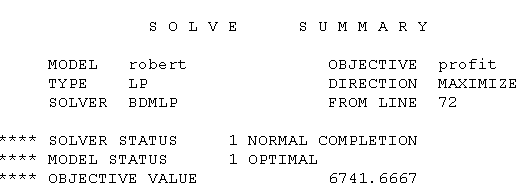 S O L V E      S U M M A R Y
MODEL   robert              OBJECTIVE  profit
TYPE    LP                  DIRECTION  MAXIMIZE
SOLVER  BDMLP               FROM LINE  72
**** SOLVER STATUS     1 NORMAL COMPLETION
**** MODEL STATUS      1 OPTIMAL
**** OBJECTIVE VALUE             6741.6667